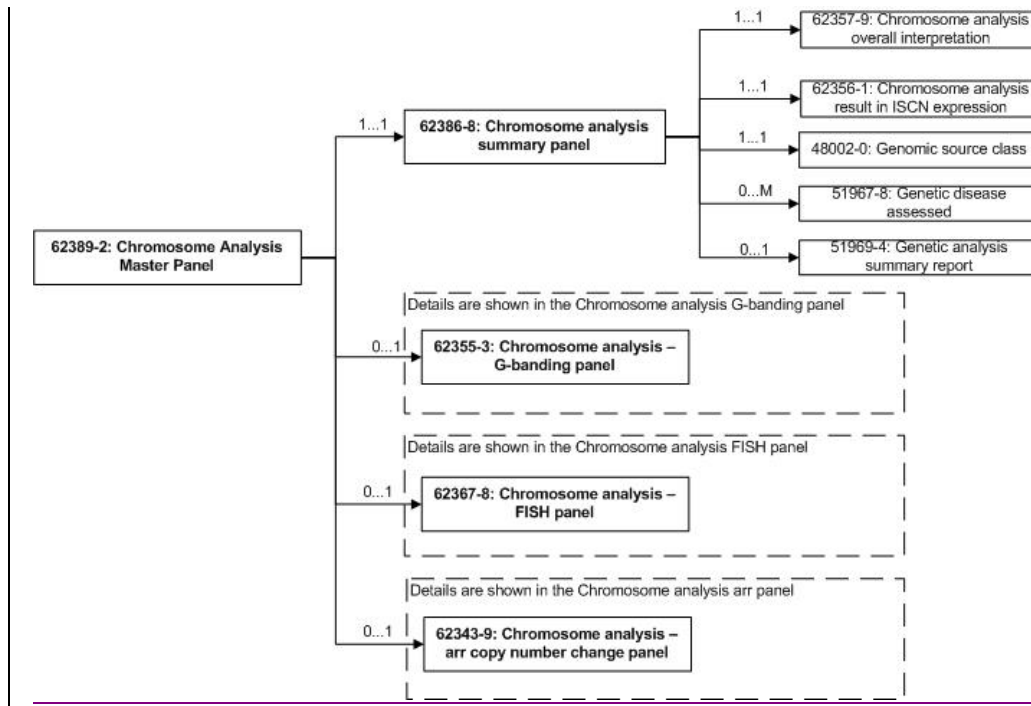 1...1
62357-9: Chromosome analysis
overall interpretation
1...1
62356-1: Chromosome analysis
result in ISCN expression
1...1
62386-8: Chromosome analysis
summary panel
1...1
48002-0: Genomic source class
0...M
51967-8: Genetic disease
assessed
0...1
51969-4: Genetic analysis
summary report
62389-2: Chromosome Analysis
Master Panel
Details are shown in the Chromosome analysis G-banding panel
0...1
62355-3: Chromosome analysis –
G-banding panel
Details are shown in the Chromosome analysis FISH panel
0...1
62367-8: Chromosome analysis –
FISH panel
Details are shown in the Chromosome analysis arr panel
0...1
62343-9: Chromosome analysis –
arr copy number change panel